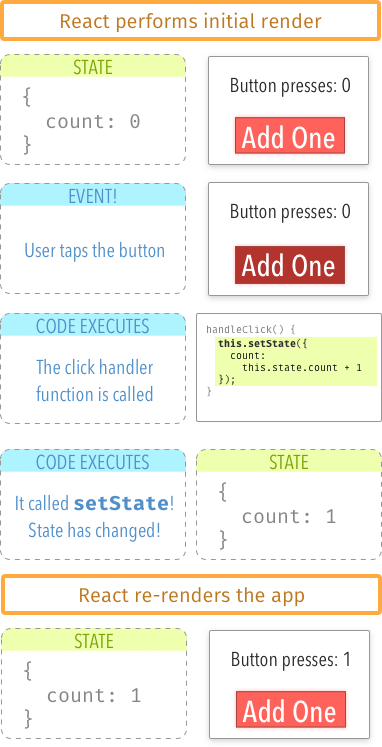 React performs initial render
STATE
{
count: 0
}
Button presses: 0
Add One
EVENT!
User taps the button
Button presses: 0
Add One
CODE EXECUTES
The click handler
function is called
handleClick() {
this.setState({
count:
this.state.count + 1
});
}
CODE EXECUTES
It called setState!
State has changed!
STATE
{
count: 1
}
React re-renders the app
STATE
{
count: 1
}
Button presses: 1
Add One